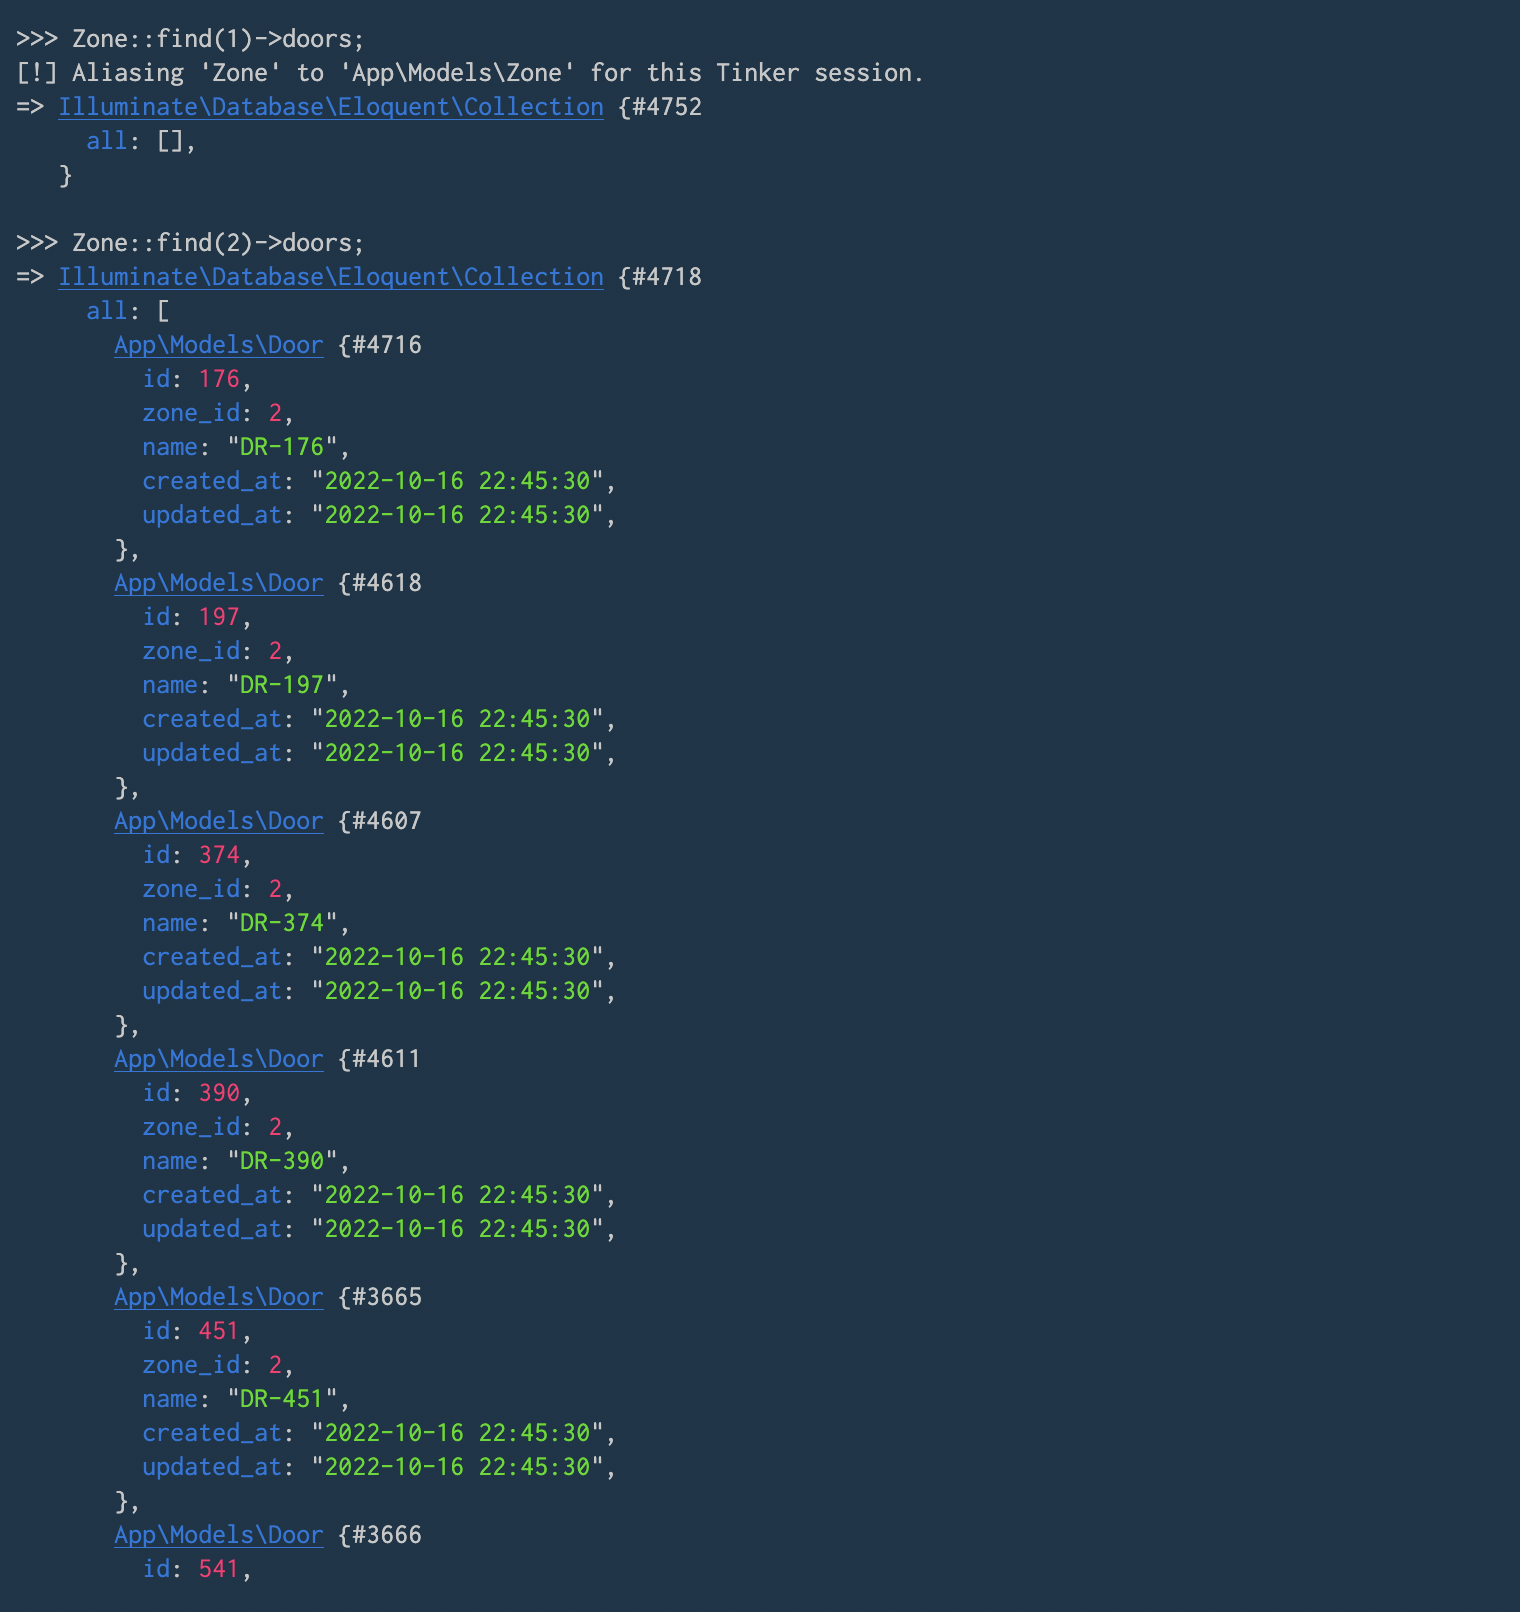 >>> Zone::find(1)->doors;
[!] Aliasing 'Zone' to 'App\Models\Zone' for this Tinker session.
=> Illuminate\Database\Eloquent\Collection {#4752
     all: [],
   }

>>> Zone::find(2)->doors;
=> Illuminate\Database\Eloquent\Collection {#4718
     all: [
       App\Models\Door {#4716
         id: 176,
         zone_id: 2,
         name: "DR-176",
         created_at: "2022-10-16 22:45:30",
         updated_at: "2022-10-16 22:45:30",
       },
       App\Models\Door {#4618
         id: 197,
         zone_id: 2,
         name: "DR-197",
         created_at: "2022-10-16 22:45:30",
         updated_at: "2022-10-16 22:45:30",
       },
       App\Models\Door {#4607
         id: 374,
         zone_id: 2,
         name: "DR-374",
         created_at: "2022-10-16 22:45:30",
         updated_at: "2022-10-16 22:45:30",
       },
       App\Models\Door {#4611
         id: 390,
         zone_id: 2,
         name: "DR-390",
         created_at: "2022-10-16 22:45:30",
         updated_at: "2022-10-16 22:45:30",
       },
       App\Models\Door {#3665
         id: 451,
         zone_id: 2,
         name: "DR-451",
         created_at: "2022-10-16 22:45:30",
         updated_at: "2022-10-16 22:45:30",
       },
       App\Models\Door {#3666
         id: 541,